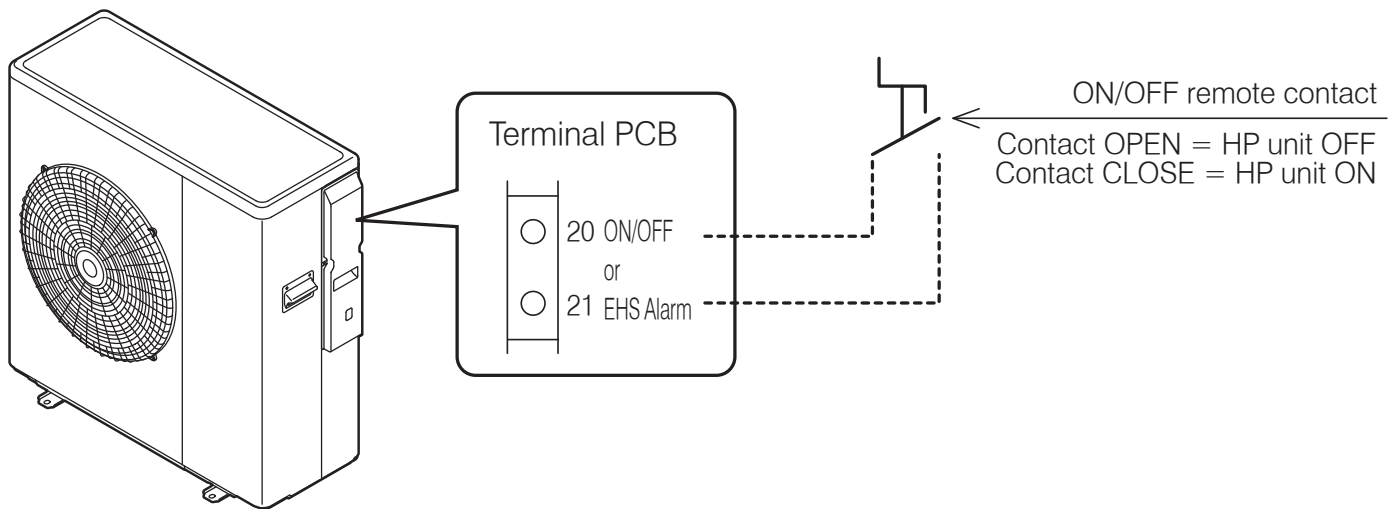 Terminal PCB
20 ON/OFF
or
21 EHS Alarm
ON/OFF remote contact
Contact OPEN = HP unit OFF
Contact CLOSE = HP unit ON